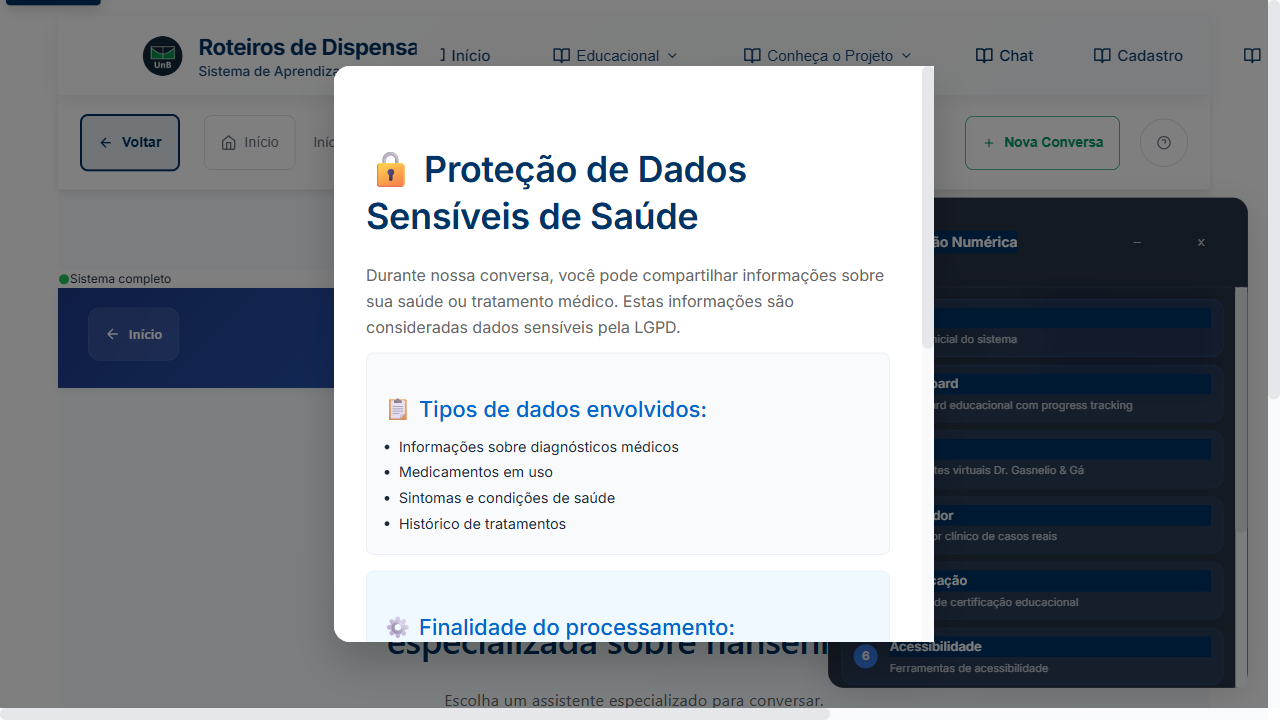 UnB
Roteiros de Dispensa
Sistema de Aprendiza
Início
Educacional
Conheça o Projeto
Chat
Cadastro
Voltar
Início
Iníc
+ Nova Conversa
Sistema completo
Início
🔒 Proteção de Dados
Sensíveis de Saúde
Durante nossa conversa, você pode compartilhar informações sobre
sua saúde ou tratamento médico. Estas informações são
consideradas dados sensíveis pela LGPD.
📋 Tipos de dados envolvidos:
• Informações sobre diagnósticos médicos
• Medicamentos em uso
• Sintomas e condições de saúde
• Histórico de tratamentos
⚙️ Finalidade do processamento:
ão Numérica
– x
nicial do sistema
oard
rd educacional com progress tracking
tes virtuais Dr. Gasnelio & Gá
dor
or clínico de casos reais
cação
de certificação educacional
6 Acessibilidade
Ferramentas de acessibilidade
especializada sobre hansení
Escolha um assistente especializado para conversar.